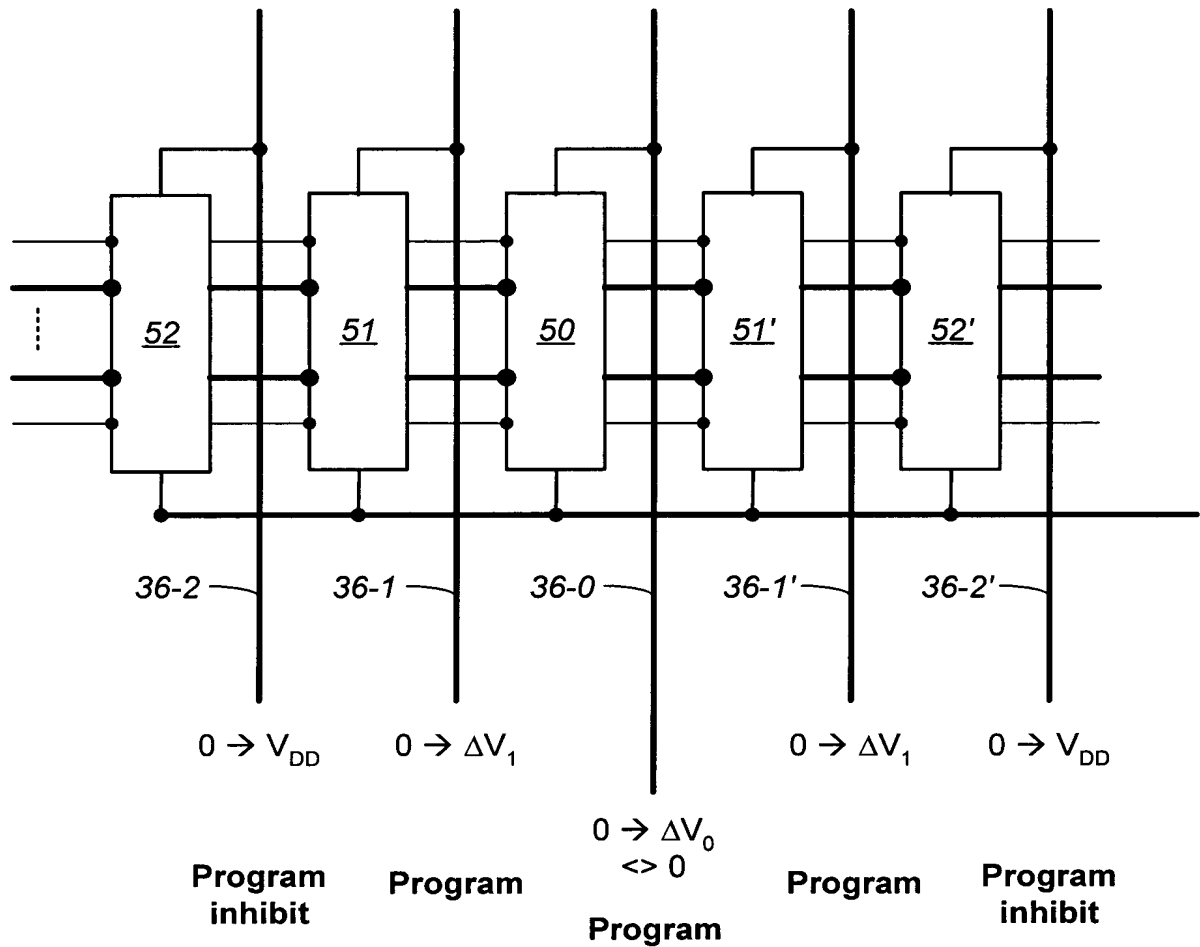 52 51 50 51' 52'
36-2 36-1 36-0 36-1' 36-2'
0 → V_DD 0 → ΔV_1 0 → ΔV_1 0 → V_DD
0 → ΔV_0
<> 0
Program
inhibit
Program
Program
Program
Program
inhibit